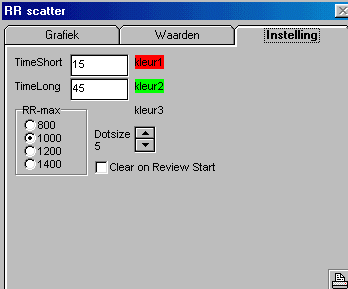 RR scatter
Grafiek Waarden Instelling
TimeShort 15 kleur1
TimeLong 45 kleur2
RR-max kleur3
800
1000
1200
1400
Dotsize
5
Clear on Review Start